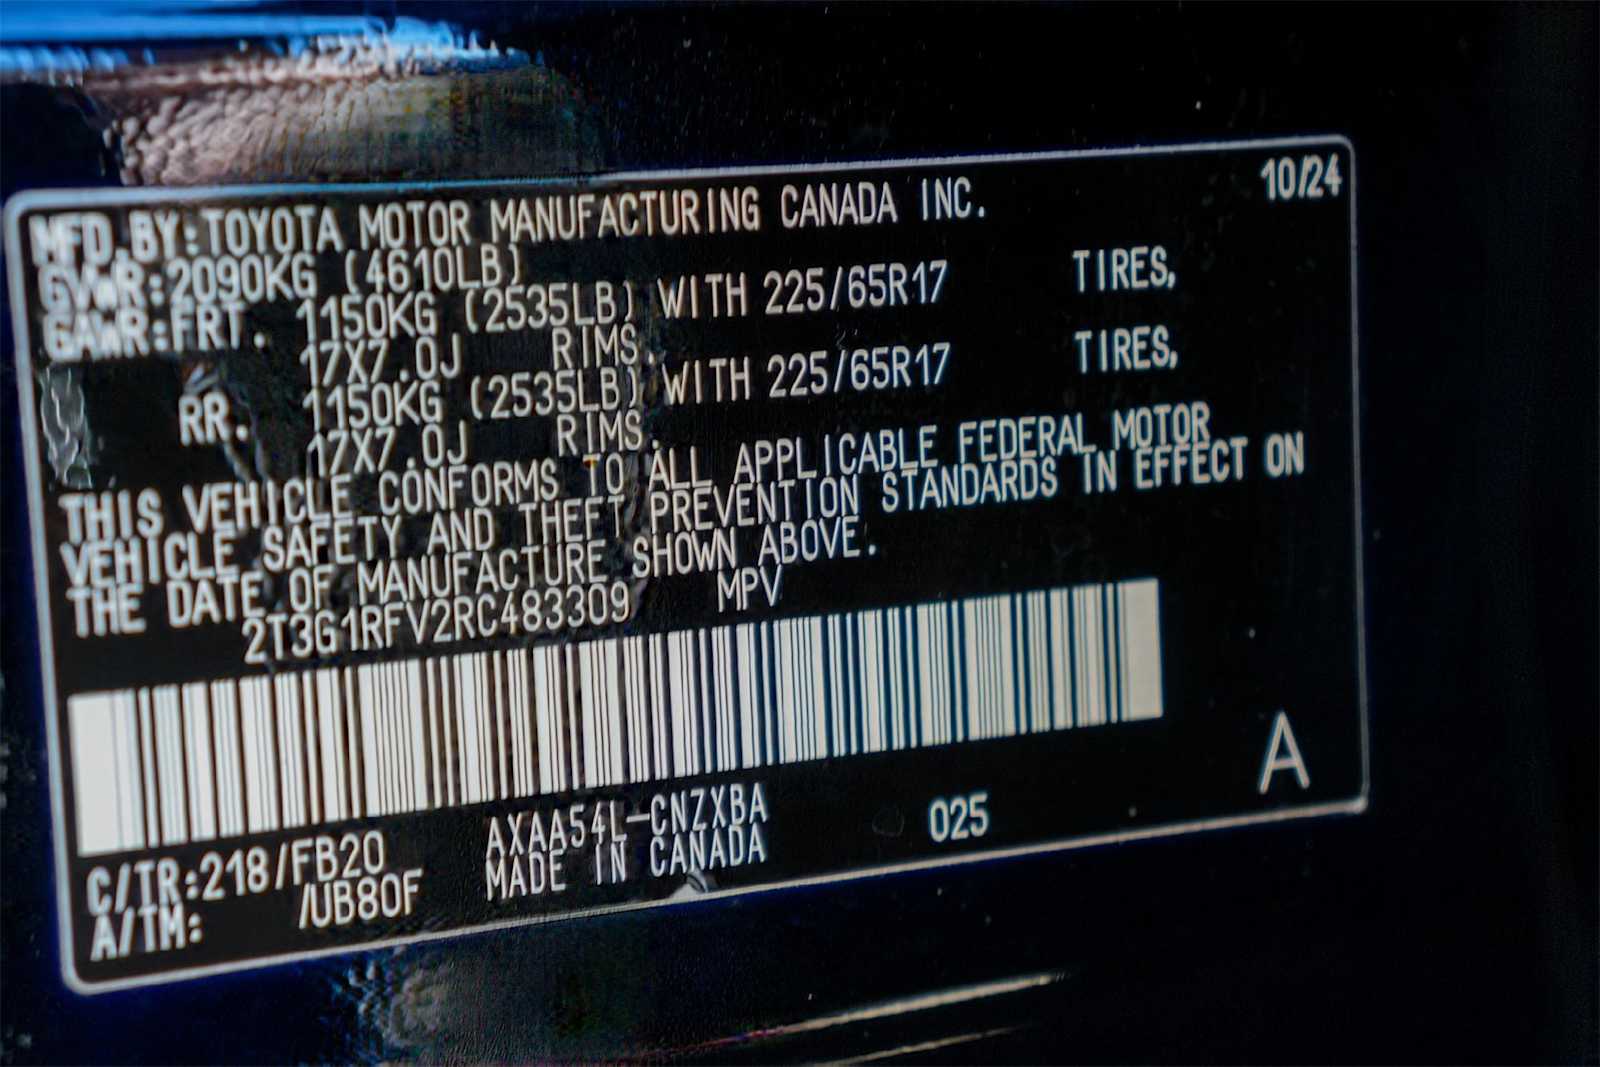 10/24
MFD.BY:TOYOTA MOTOR MANUFACTURING CANADA INC.
GVWR:2090KG (4610LB)
GAWR:FRT. 1150KG (2535LB) WITH 225/65R17 TIRES,
17X7.0J RIMS.
RR. 1150KG (2535LB) WITH 225/65R17 TIRES,
17X7.0J RIMS.
THIS VEHICLE CONFORMS TO ALL APPLICABLE FEDERAL MOTOR
VEHICLE SAFETY AND THEFT PREVENTION STANDARDS IN EFFECT ON
THE DATE OF MANUFACTURE SHOWN ABOVE.
2T3G1RFV2RC483309 MPV
A
C/TR:218/FB20 AXAA54L-CNZXBA 025
A/TM: /UB80F MADE IN CANADA